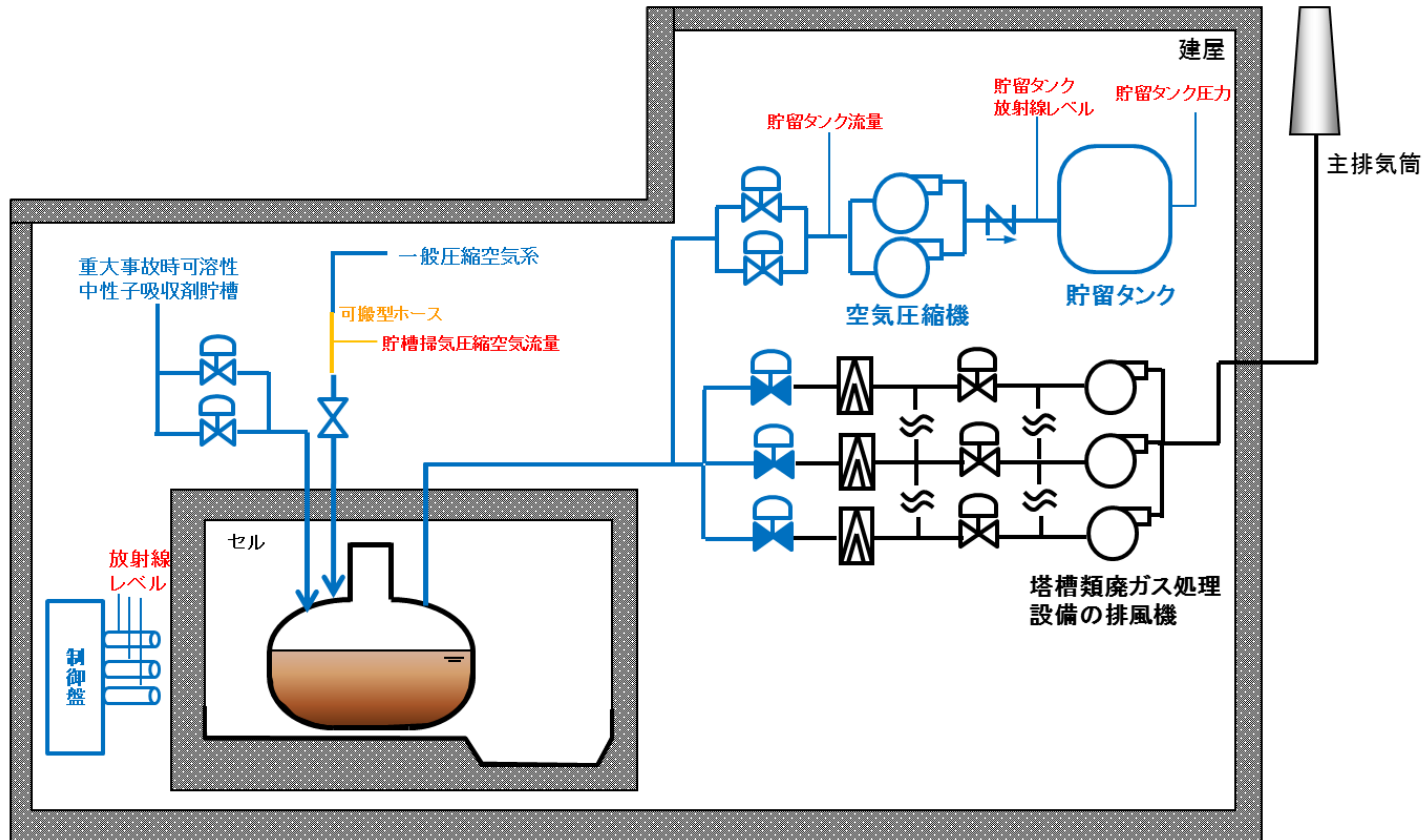 建屋
貯留タンク
放射線レベル
貯留タンク圧力
貯留タンク流量
主排気筒
重大事故時可溶性
中性子吸収剤貯槽
一般圧縮空気系
可搬型ホース
貯槽掃気圧縮空気流量
空気圧縮機
貯留タンク
セル
放射線
レベル
制御盤
塔槽類廃ガス処理
設備の排風機